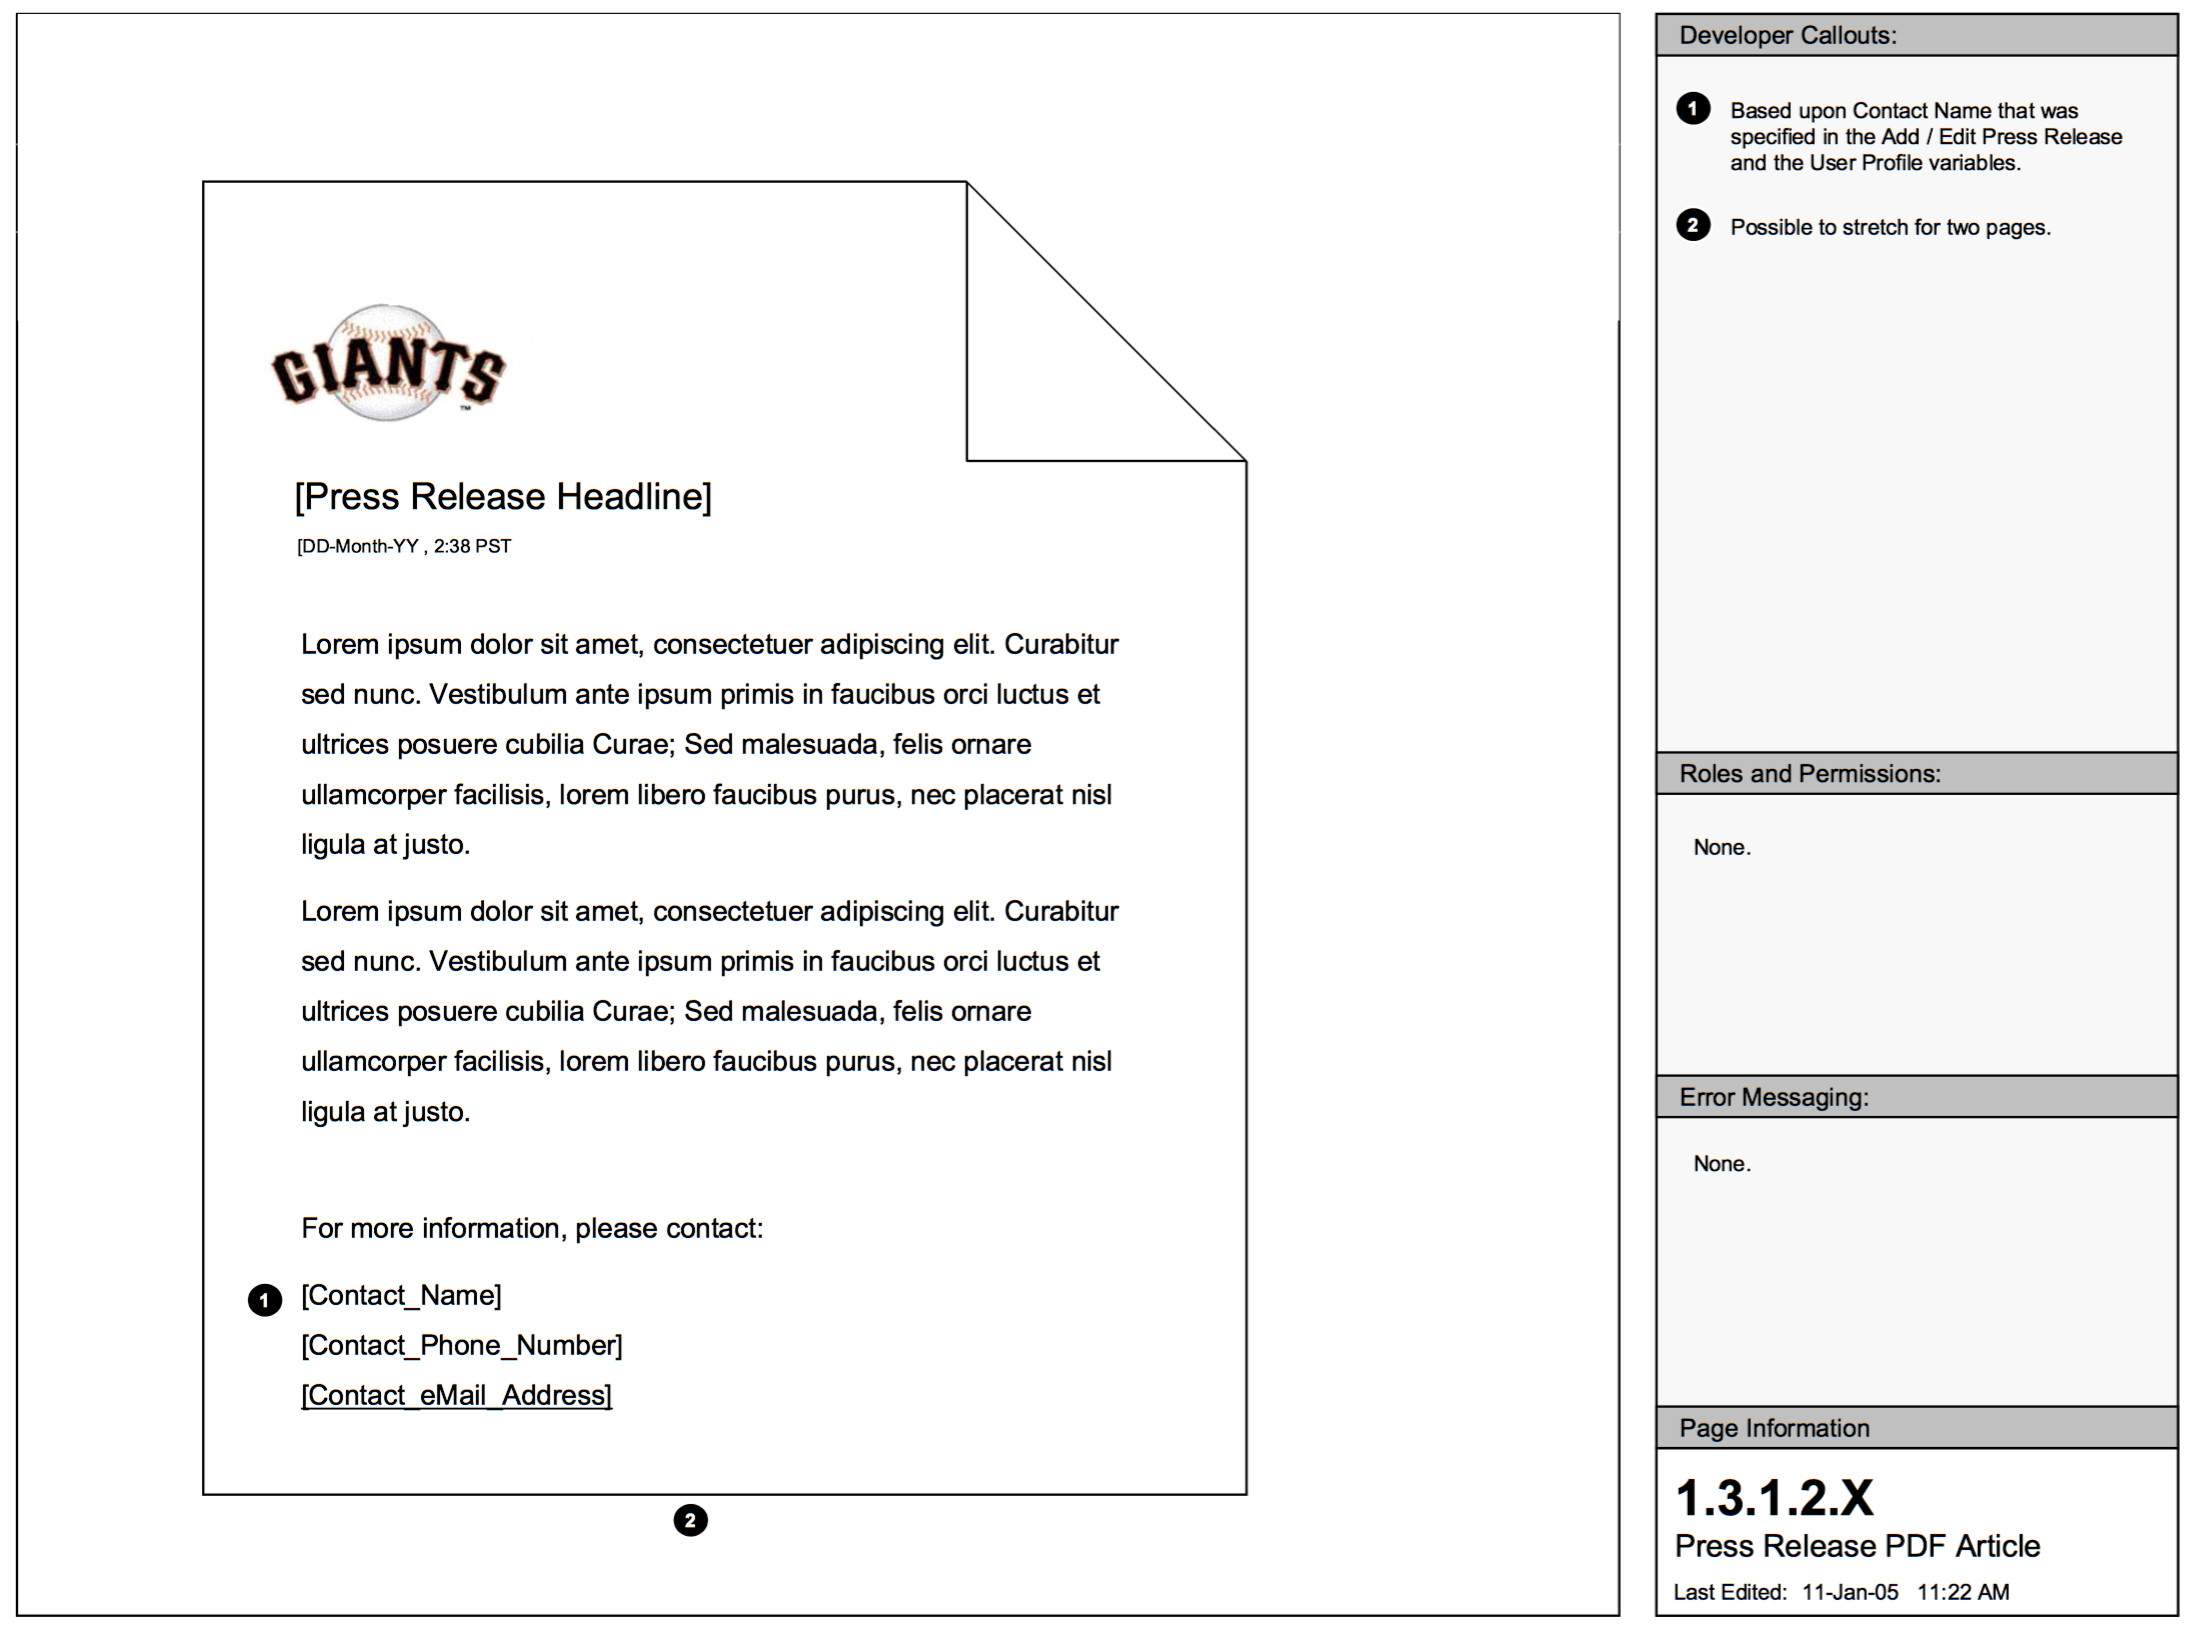 GIANTS
TM
[Press Release Headline]
[DD-Month-YY , 2:38 PST
Lorem ipsum dolor sit amet, consectetuer adipiscing elit. Curabitur
sed nunc. Vestibulum ante ipsum primis in faucibus orci luctus et
ultrices posuere cubilia Curae; Sed malesuada, felis ornare
ullamcorper facilisis, lorem libero faucibus purus, nec placerat nisl
ligula at justo.
Lorem ipsum dolor sit amet, consectetuer adipiscing elit. Curabitur
sed nunc. Vestibulum ante ipsum primis in faucibus orci luctus et
ultrices posuere cubilia Curae; Sed malesuada, felis ornare
ullamcorper facilisis, lorem libero faucibus purus, nec placerat nisl
ligula at justo.
For more information, please contact:
1 [Contact_Name]
[Contact_Phone_Number]
[Contact_eMail_Address]
2
Developer Callouts:
1 Based upon Contact Name that was
specified in the Add / Edit Press Release
and the User Profile variables.
2 Possible to stretch for two pages.
Roles and Permissions:
None.
Error Messaging:
None.
Page Information
1.3.1.2.X
Press Release PDF Article
Last Edited: 11-Jan-05 11:22 AM